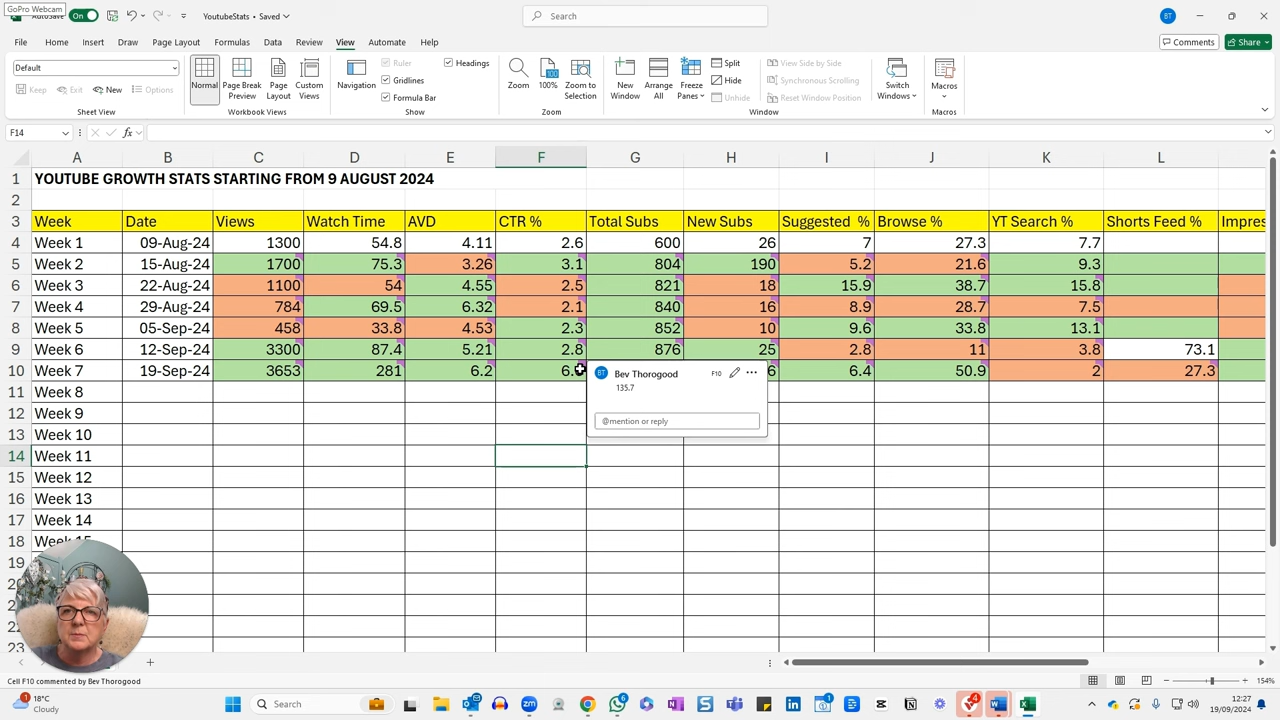 GoPro Webcam
AutoSave On YoutubeStats • Saved Search BT
File Home Insert Draw Page Layout Formulas Data Review View Automate Help Comments Share
Default
Keep Exit New Options
Sheet View
Normal Page Break Preview Page Layout Custom Views
Workbook Views
Navigation Ruler Gridlines Formula Bar Headings
Show
Zoom 100% Zoom to Selection
Zoom
New Window Arrange All Freeze Panes Split Hide Unhide View Side by Side Synchronous Scrolling Reset Window Position
Window
Switch Windows
Macros
Macros
F14 fx
A B C D E F G H I J K L
1 YOUTUBE GROWTH STATS STARTING FROM 9 AUGUST 2024
2
3 Week Date Views Watch Time AVD CTR % Total Subs New Subs Suggested % Browse % YT Search % Shorts Feed % Impres
4 Week 1 09-Aug-24 1300 54.8 4.11 2.6 600 26 7 27.3 7.7
5 Week 2 15-Aug-24 1700 75.3 3.26 3.1 804 190 5.2 21.6 9.3
6 Week 3 22-Aug-24 1100 54 4.55 2.5 821 18 15.9 38.7 15.8
7 Week 4 29-Aug-24 784 69.5 6.32 2.1 840 16 8.9 28.7 7.5
8 Week 5 05-Sep-24 458 33.8 4.53 2.3 852 10 9.6 33.8 13.1
9 Week 6 12-Sep-24 3300 87.4 5.21 2.8 876 25 2.8 11 3.8 73.1
10 Week 7 19-Sep-24 3653 281 6.2 6. 6 6.4 50.9 2 27.3
BT Bev Thorogood F10
135.7
@mention or reply
11 Week 8
12 Week 9
13 Week 10
14 Week 11
15 Week 12
16 Week 13
17 Week 14
18 Week 15
19
22
23
Cell F10 commented by Bev Thorogood 154%
18°C
Cloudy
Search
12:27
19/09/2024